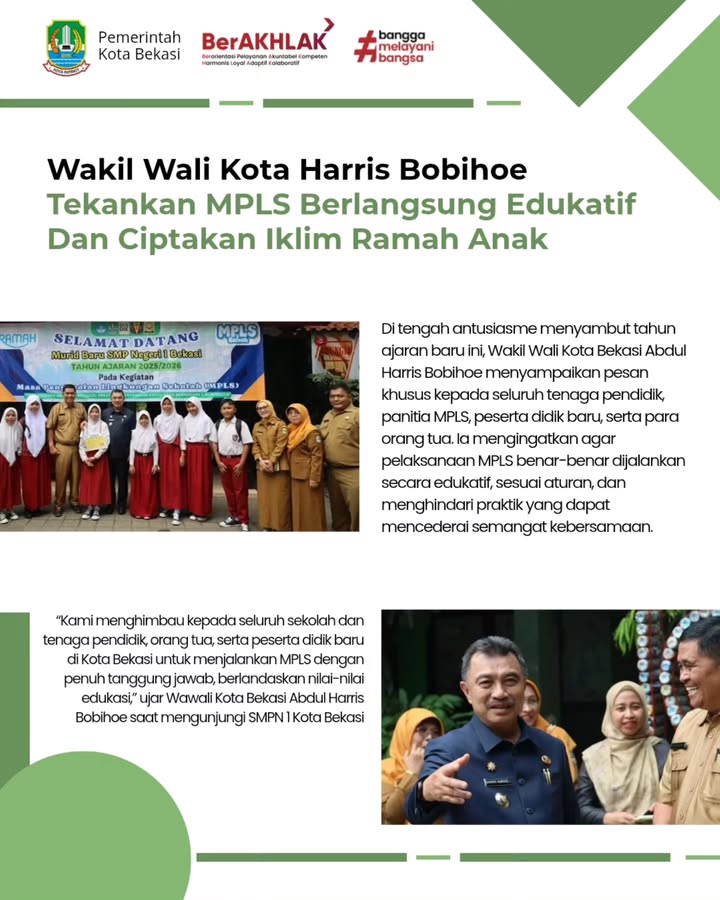 Pemerintah
Kota Bekasi
BerAKHLAK
Berorientasi Pelayanan Akuntabel Kompeten
Harmonis Loyal Adaptif Kolaboratif
#bangga
melayani
bangsa
Wakil Wali Kota Harris Bobihoe
Tekankan MPLS Berlangsung Edukatif
Dan Ciptakan Iklim Ramah Anak
RAMAH
MPLS
SELAMAT DATANG
Murid Baru SMP Negeri 1 Bekasi
TAHUN AJARAN 2025/2026
Pada Kegiatan
Masa Pengenalan Lingkungan Sekolah (MPLS)
Di tengah antusiasme menyambut tahun
ajaran baru ini, Wakil Wali Kota Bekasi Abdul
Harris Bobihoe menyampaikan pesan
khusus kepada seluruh tenaga pendidik,
panitia MPLS, peserta didik baru, serta para
orang tua. Ia mengingatkan agar
pelaksanaan MPLS benar-benar dijalankan
secara edukatif, sesuai aturan, dan
menghindari praktik yang dapat
mencederai semangat kebersamaan.
“Kami menghimbau kepada seluruh sekolah dan
tenaga pendidik, orang tua, serta peserta didik baru
di Kota Bekasi untuk menjalankan MPLS dengan
penuh tanggung jawab, berlandaskan nilai-nilai
edukasi,” ujar Wawali Kota Bekasi Abdul Harris
Bobihoe saat mengunjungi SMPN 1 Kota Bekasi